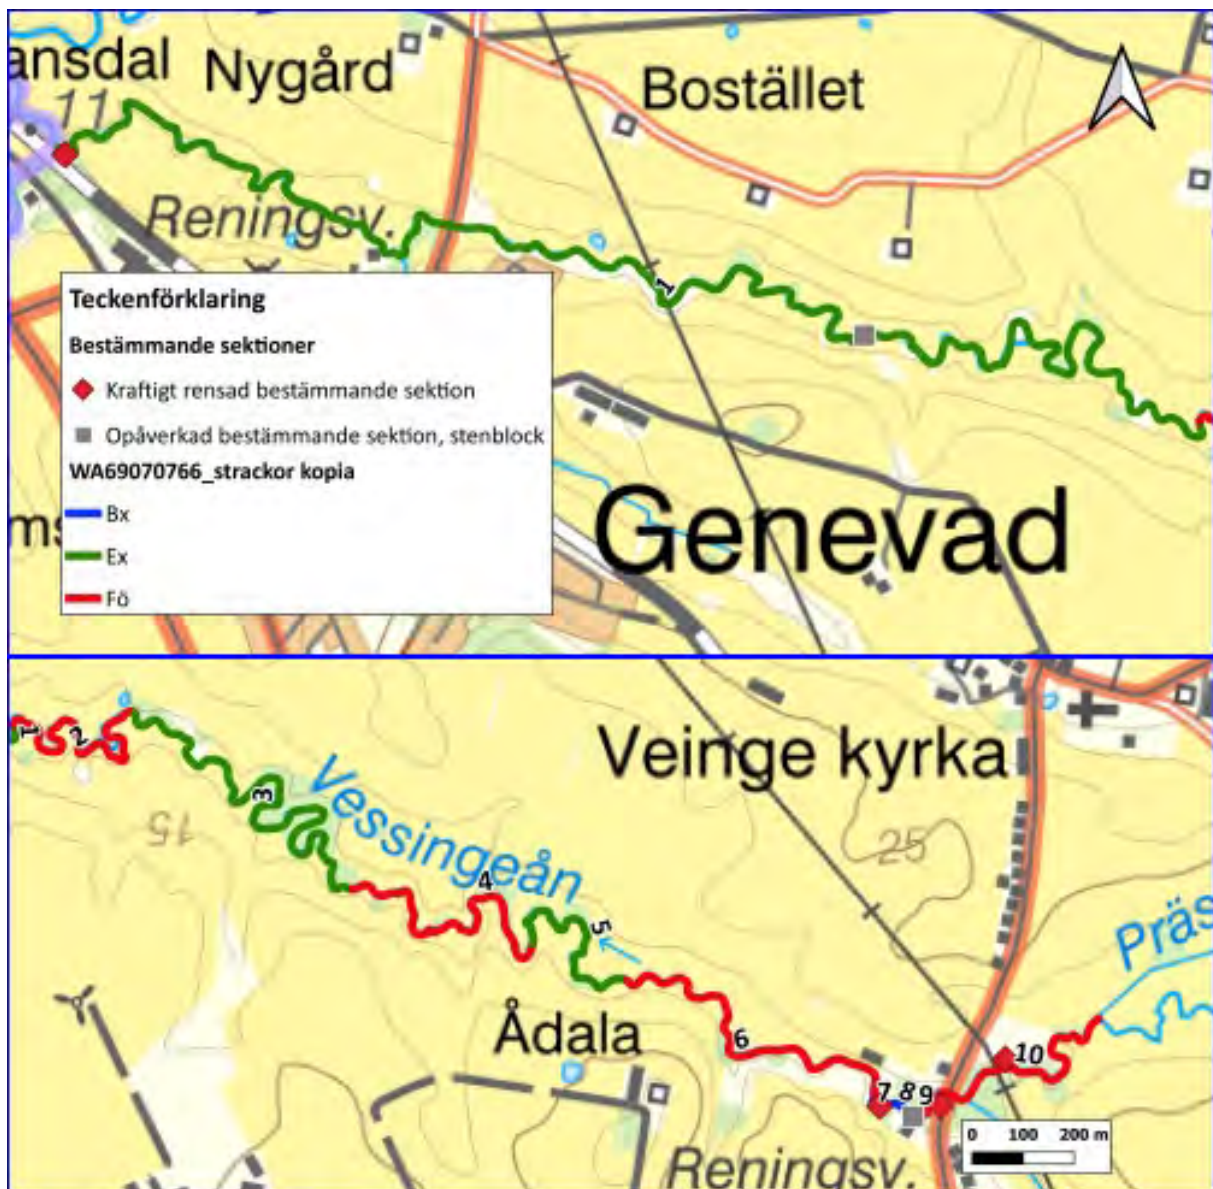 ansdal
Nygård
Bostället
11
Reningsv.
1
Teckenförklaring
Bestämmande sektioner
Kraftigt rensad bestämmande sektion
Opåverkad bestämmande sektion, stenblock
WA69070766_strackor kopia
Bx
Ex
Fö
ms
Genevad
Veinge kyrka
1
2
3
Vessingeån
15
4
5
25
Präs
Ådala
6
7
8
9
10
0 100 200 m
Reningsv.